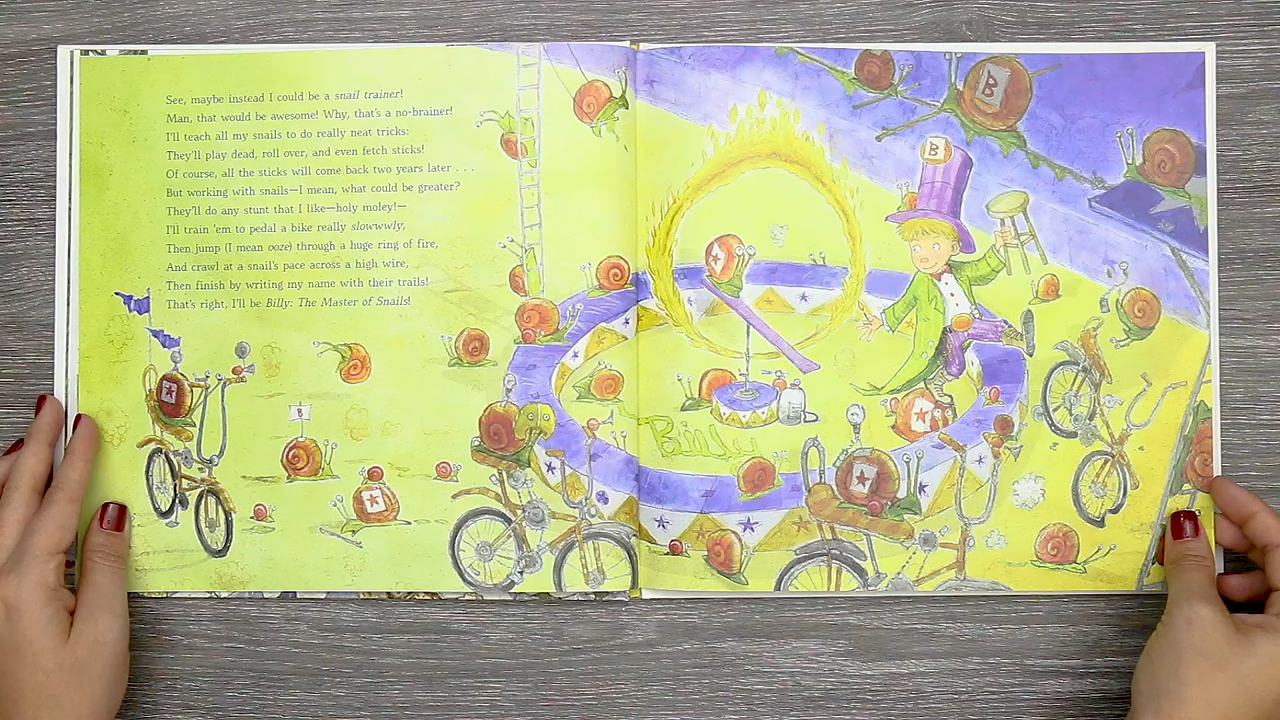 See, maybe instead I could be a snail trainer!
Man, that would be awesome! Why, that's a no-brainer!
I'll teach all my snails to do really neat tricks:
They'll play dead, roll over, and even fetch sticks!
Of course, all the sticks will come back two years later . . .
But working with snails—I mean, what could be greater?
They'll do any stunt that I like—holy moley!—
I'll train 'em to pedal a bike really slowwwly,
Then jump (I mean ooze) through a huge ring of fire,
And crawl at a snail's pace across a high wire,
Then finish by writing my name with their trails!
That's right, I'll be Billy: The Master of Snails!
B
B
B
Billy